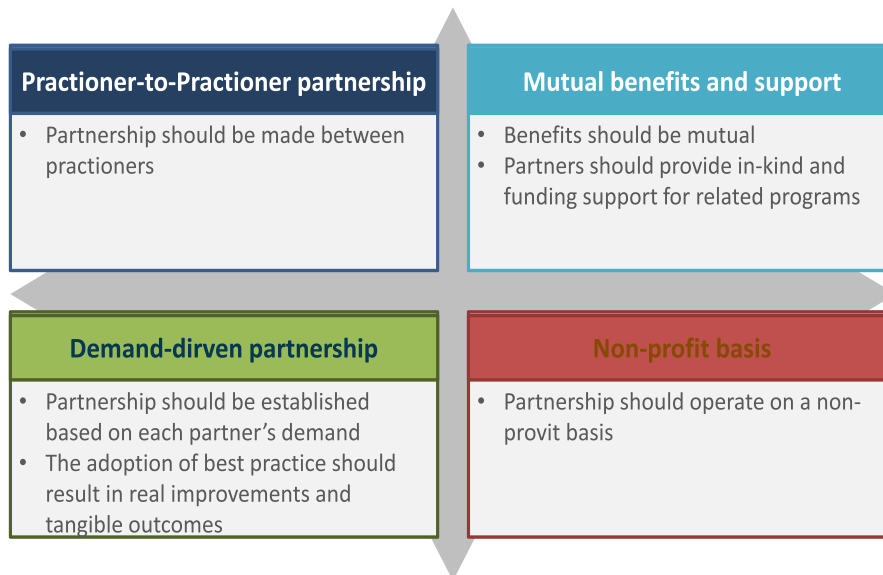 Practioner-to-Practioner partnership
• Partnership should be made between
practioners
Mutual benefits and support
• Benefits should be mutual
• Partners should provide in-kind and
funding support for related programs
Demand-dirven partnership
• Partnership should be established
based on each partner’s demand
• The adoption of best practice should
result in real improvements and
tangible outcomes
Non-profit basis
• Partnership should operate on a non-
provit basis